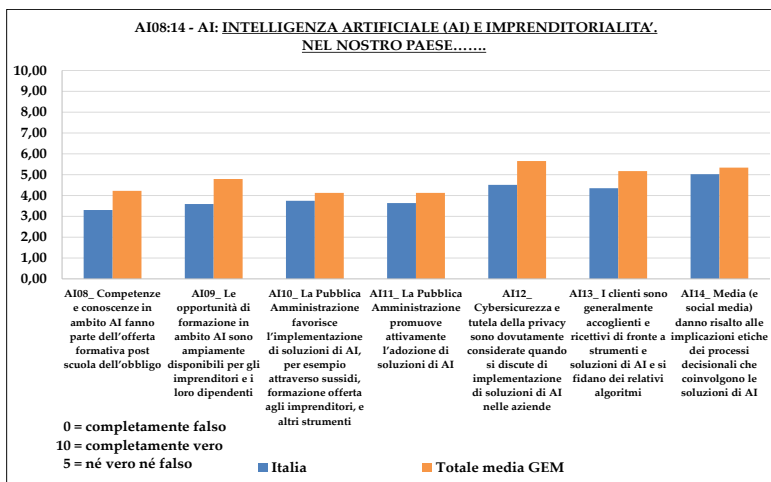 AI08:14 - AI: INTELLIGENZA ARTIFICIALE (AI) E IMPRENDITORIALITA’.
NEL NOSTRO PAESE…….
10,00
9,00
8,00
7,00
6,00
5,00
4,00
3,00
2,00
1,00
0,00
AI08_ Competenze
e conoscenze in
ambito AI fanno
parte dell’offerta
formativa post
scuola dell’obbligo
AI09_ Le
opportunità di
formazione in
ambito AI sono
ampiamente
disponibili per gli
imprenditori e i
loro dipendenti
AI10_ La Pubblica
Amministrazione
favorisce
l’implementazione
di soluzioni di AI,
per esempio
attraverso sussidi,
formazione offerta
agli imprenditori, e
altri strumenti
AI11_ La Pubblica
Amministrazione
promuove
attivamente
l’adozione di
soluzioni di AI
AI12_
Cybersicurezza e
tutela della privacy
sono dovutamente
considerate quando
si discute di
implementazione
di soluzioni di AI
nelle aziende
AI13_ I clienti sono
generalmente
accoglienti e
ricettivi di fronte a
strumenti e
soluzioni di AI e si
fidano dei relativi
algoritmi
AI14_ Media (e
social media)
danno risalto alle
implicazioni etiche
dei processi
decisionali che
coinvolgono le
soluzioni di AI
0 = completamente falso
10 = completamente vero
5 = né vero né falso
Italia
Totale media GEM